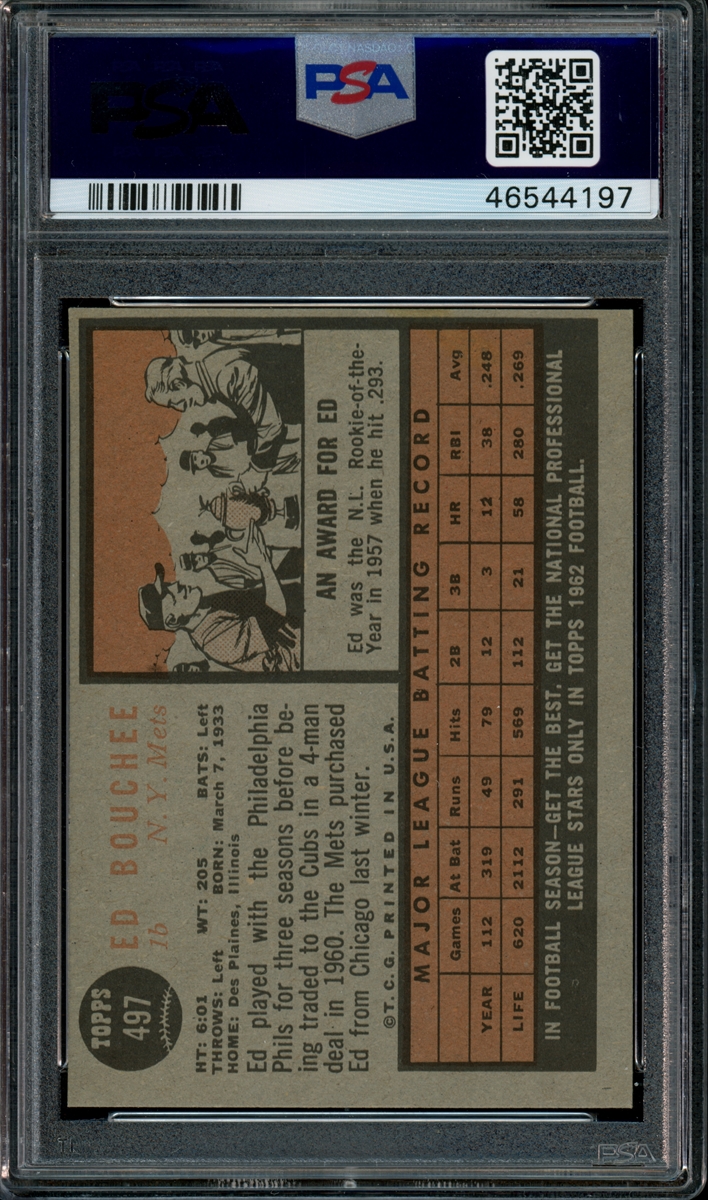 PSA
PSA
46544197
TOPPS
497
ED BOUCHEE
1b N.Y. Mets
HT: 6:01 WT: 205 BATS: Left
THROWS: Left BORN: March 7, 1933
HOME: Des Plaines, Illinois
Ed played with the Philadelphia
Phils for three seasons before be-
ing traded to the Cubs in a 4-man
deal in 1960. The Mets purchased
Ed from Chicago last winter.
©T.C.G. PRINTED IN U.S.A.
AN AWARD FOR ED
Ed was the N.L. Rookie-of-the-
Year in 1957 when he hit .293.
MAJOR LEAGUE BATTING RECORD
Games At Bat Runs Hits 2B 3B HR RBI Avg
YEAR 112 319 49 79 12 3 12 38 .248
LIFE 620 2112 291 569 112 21 58 280 .269
IN FOOTBALL SEASON—GET THE BEST. GET THE NATIONAL PROFESSIONAL
LEAGUE STARS ONLY IN TOPPS 1962 FOOTBALL.
PSA